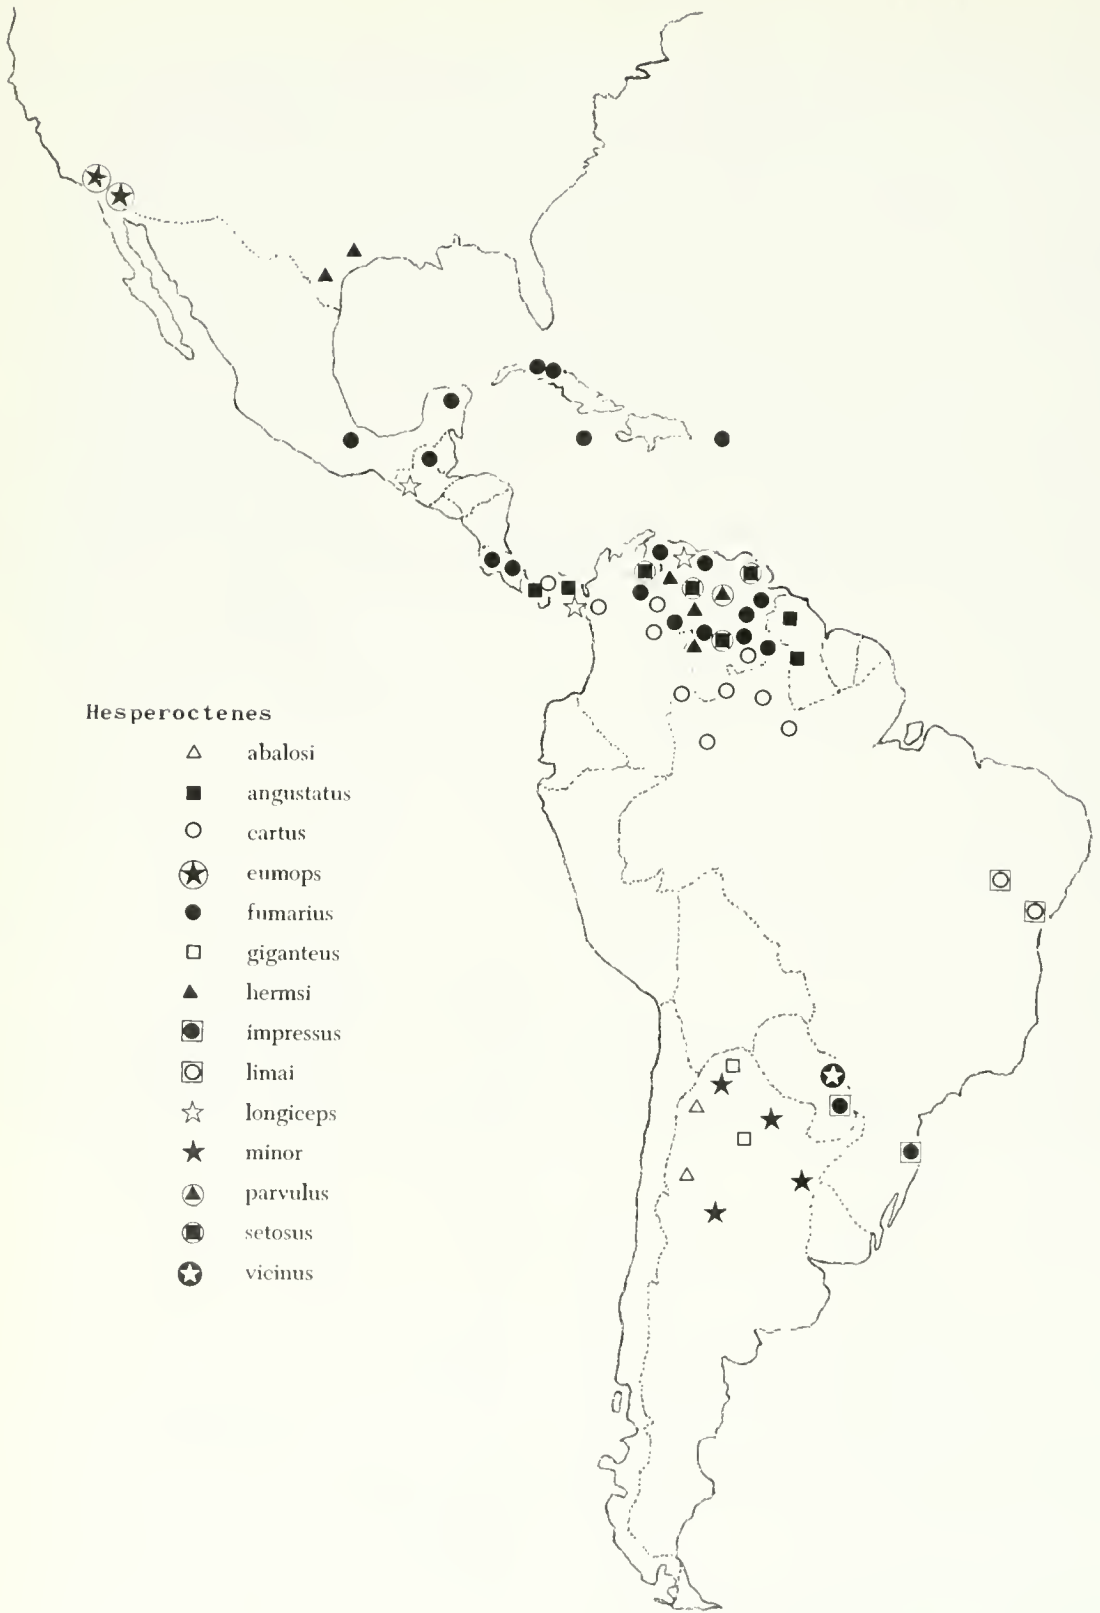 Hesperoctenes
abalosi
angustatus
cartus
eumops
fumarius
giganteus
hermsi
impressus
limai
longiceps
minor
parvulus
setosus
vicinus